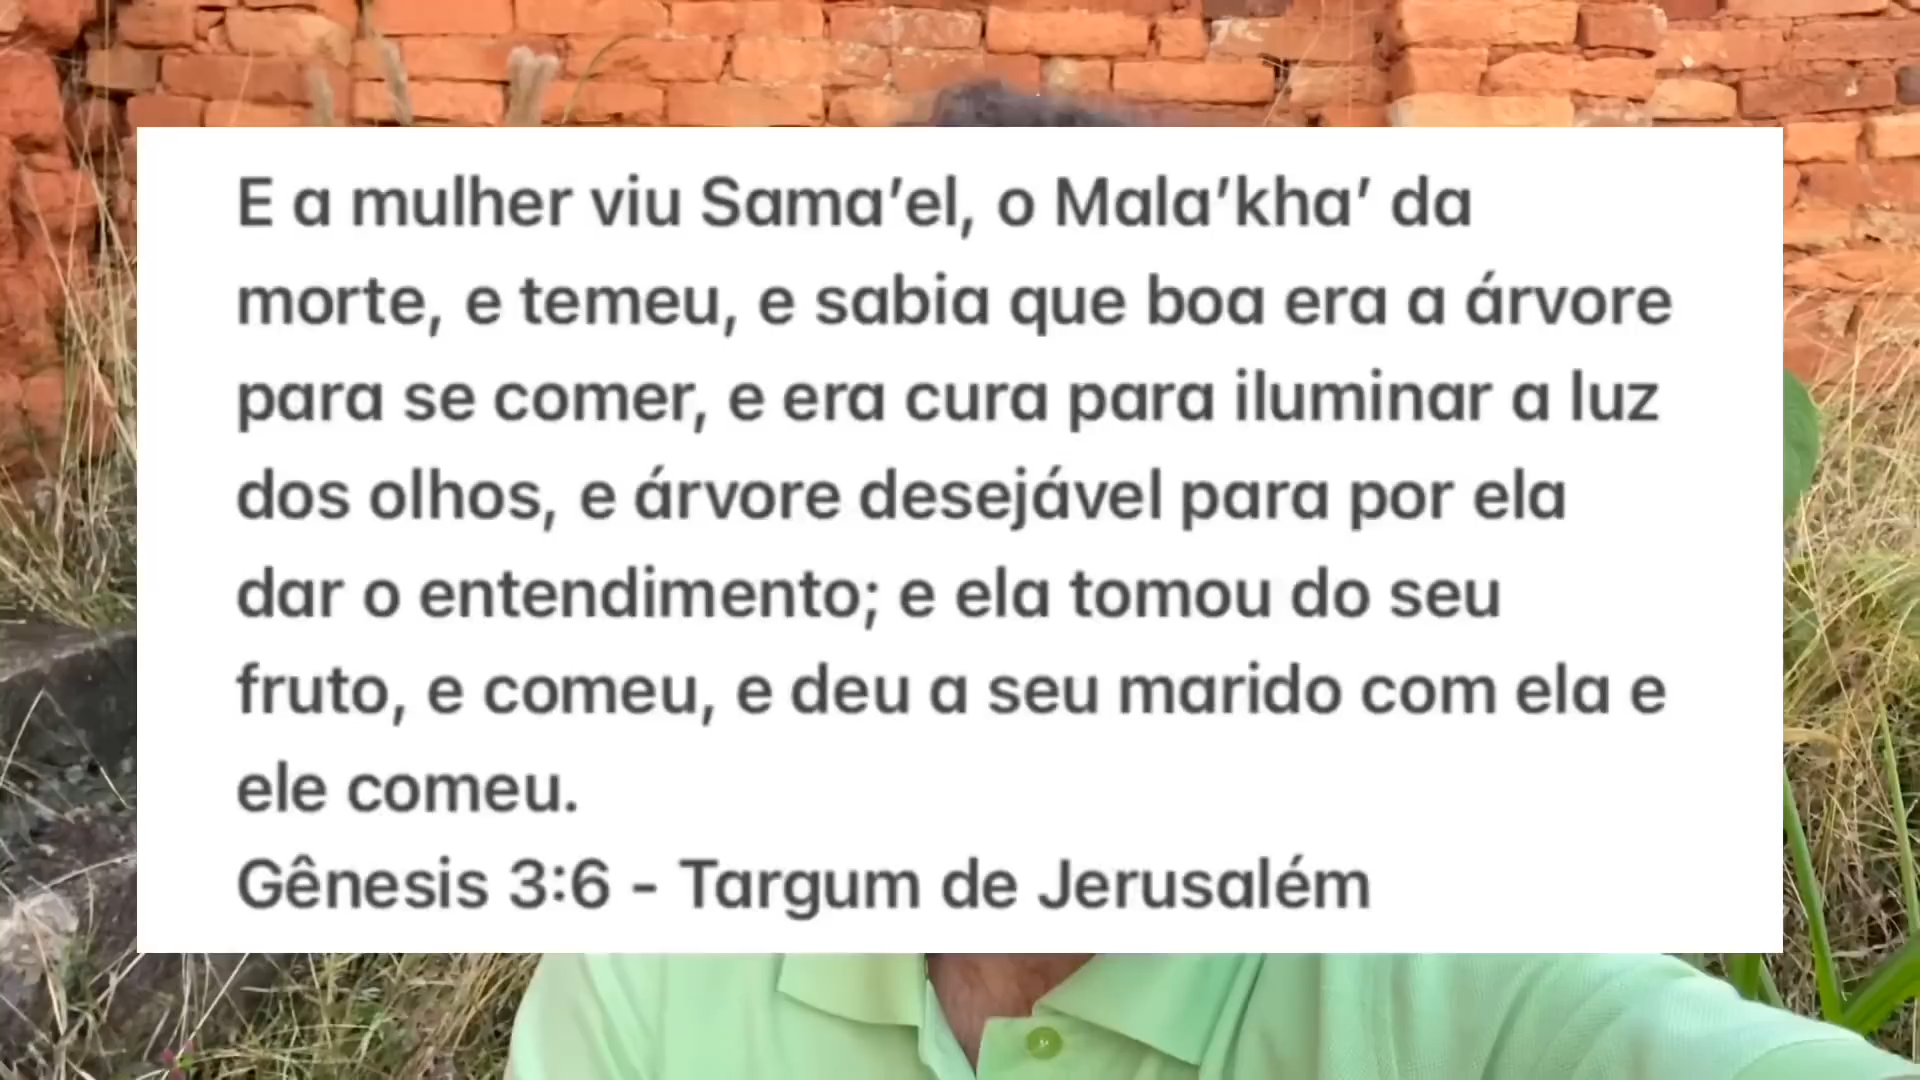 E a mulher viu Sama’el, o Mala’kha’ da
morte, e temeu, e sabia que boa era a árvore
para se comer, e era cura para iluminar a luz
dos olhos, e árvore desejável para por ela
dar o entendimento; e ela tomou do seu
fruto, e comeu, e deu a seu marido com ela e
ele comeu.
Gênesis 3:6 - Targum de Jerusalém